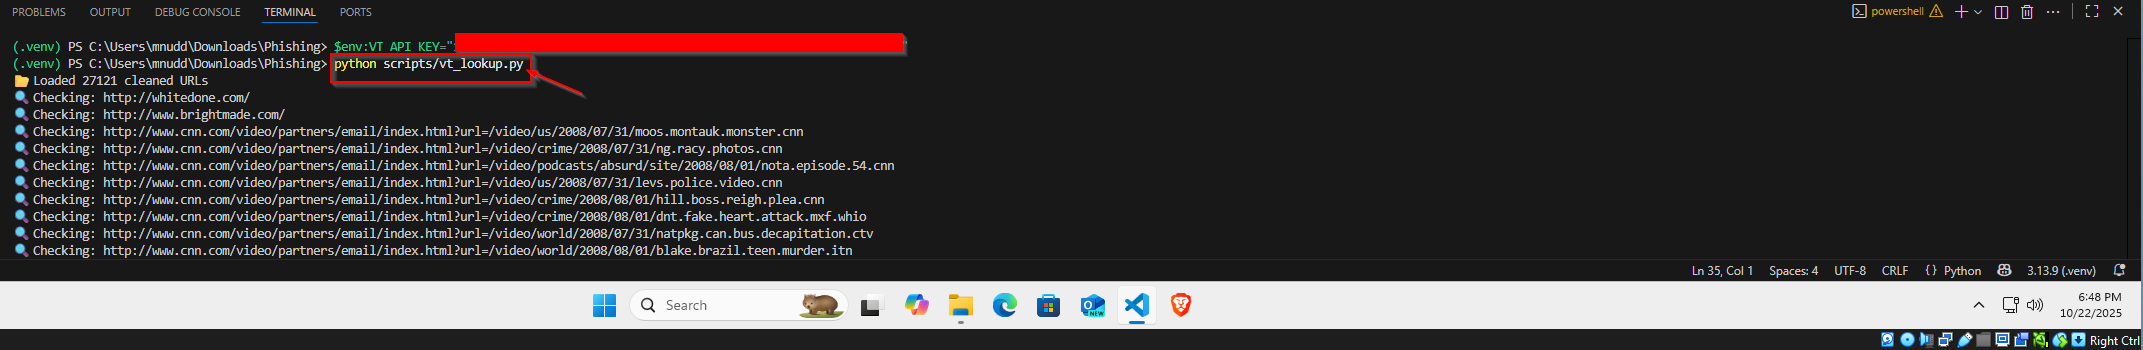 PROBLEMS OUTPUT DEBUG CONSOLE TERMINAL PORTS powershell
(.venv) PS C:\Users\mnudd\Downloads\Phishing> $env:VT_API_KEY="
(.venv) PS C:\Users\mnudd\Downloads\Phishing> python scripts/vt_lookup.py
Loaded 27121 cleaned URLs
Checking: http://whitedone.com/
Checking: http://www.brightmade.com/
Checking: http://www.cnn.com/video/partners/email/index.html?url=/video/us/2008/07/31/moos.montauk.monster.cnn
Checking: http://www.cnn.com/video/partners/email/index.html?url=/video/crime/2008/07/31/ng.racy.photos.cnn
Checking: http://www.cnn.com/video/partners/email/index.html?url=/video/podcasts/absurd/site/2008/08/01/nota.episode.54.cnn
Checking: http://www.cnn.com/video/partners/email/index.html?url=/video/us/2008/07/31/levs.police.video.cnn
Checking: http://www.cnn.com/video/partners/email/index.html?url=/video/crime/2008/08/01/hill.boss.reigh.plea.cnn
Checking: http://www.cnn.com/video/partners/email/index.html?url=/video/crime/2008/08/01/dnt.fake.heart.attack.mxf.whio
Checking: http://www.cnn.com/video/partners/email/index.html?url=/video/world/2008/07/31/natpkg.can.bus.decapitation.ctv
Checking: http://www.cnn.com/video/partners/email/index.html?url=/video/world/2008/08/01/blake.brazil.teen.murder.itn
Ln 35, Col 1 Spaces: 4 UTF-8 CRLF {} Python 3.13.9 (.venv)
Search
NEW
6:48 PM
10/22/2025
Right Ctrl